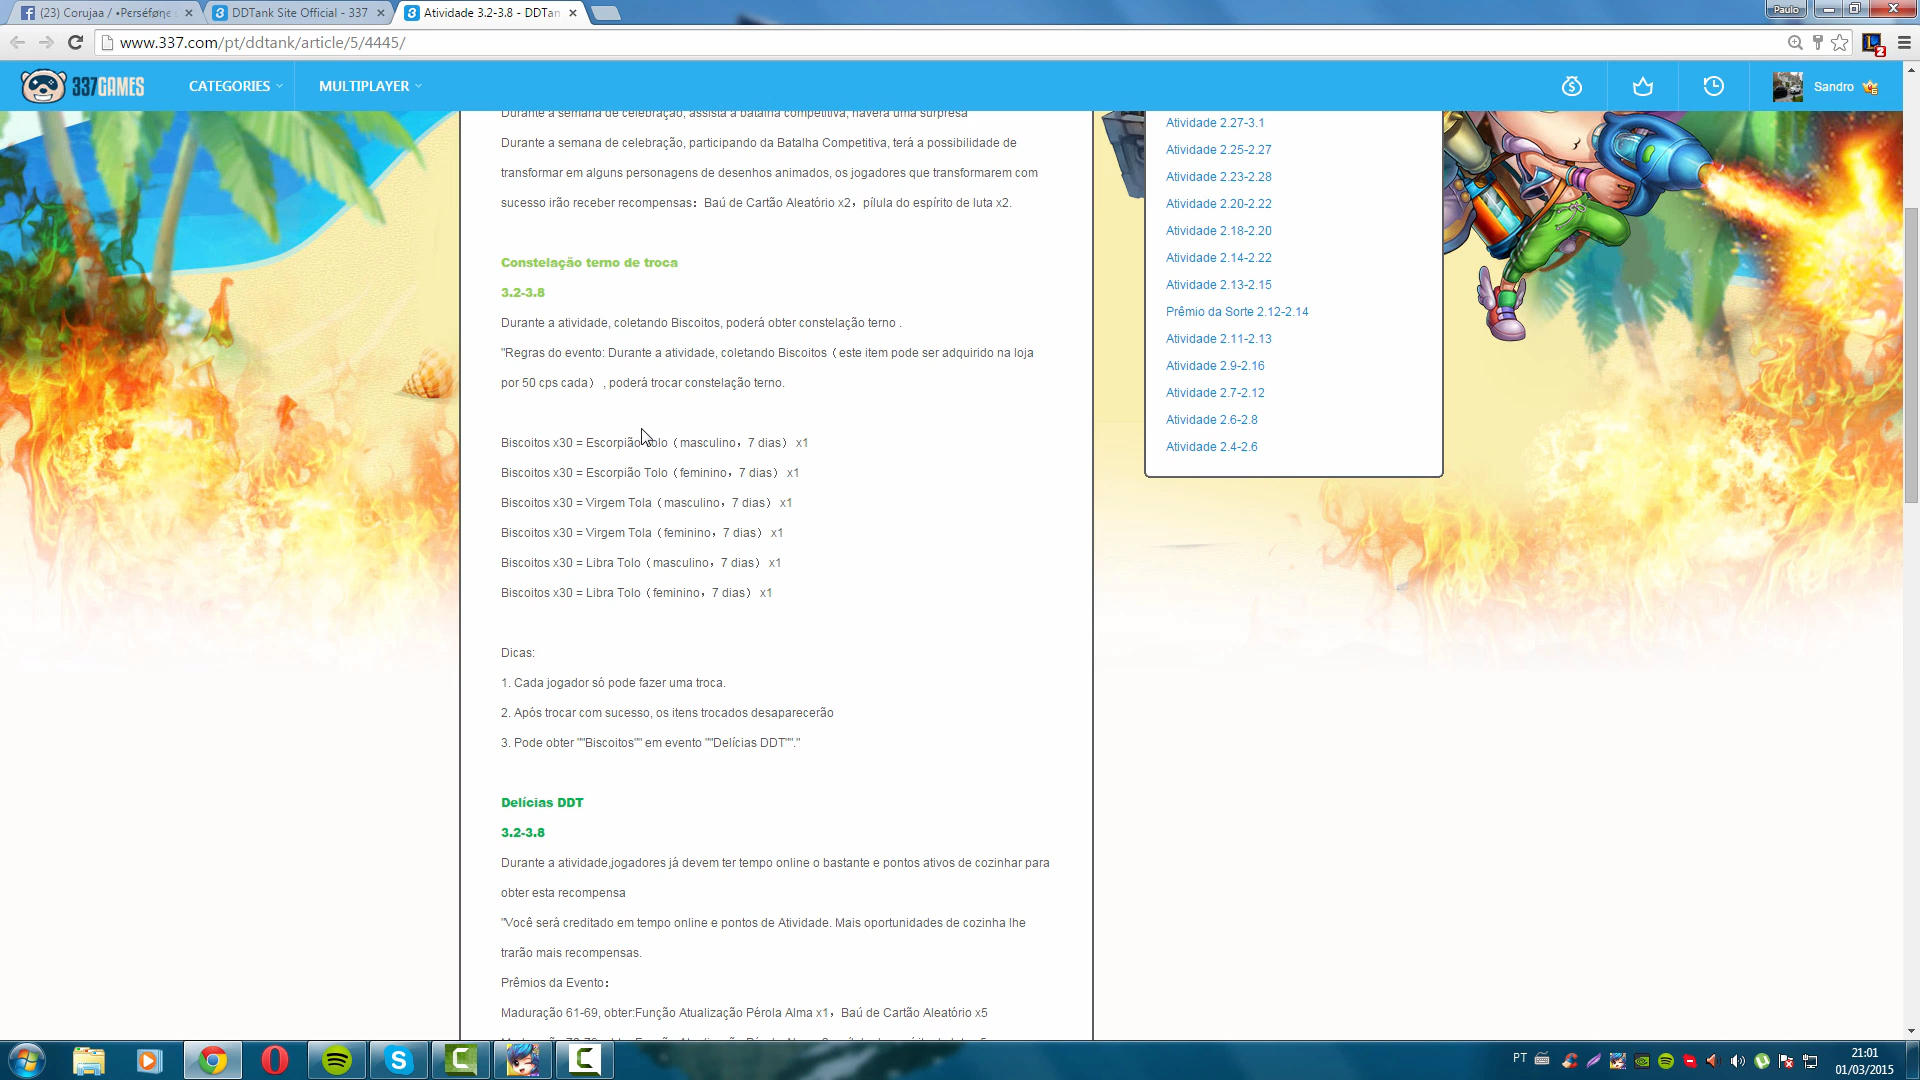 (23) Corujaa /
DDTank Site Official - 337
Atividade 3.2-3.8 - DDTan
Paulo
www.337.com/pt/ddtank/article/5/4445/
2
337GAMES
CATEGORIES
MULTIPLAYER
Sandro
Durante a semana de celebração, assista a batalha competitiva, haverá uma surpresa
Durante a semana de celebração, participando da Batalha Competitiva, terá a possibilidade de
transformar em alguns personagens de desenhos animados, os jogadores que transformarem com
sucesso irão receber recompensas：Baú de Cartão Aleatório x2，pílula do espírito de luta x2.
Constelação terno de troca
3.2-3.8
Durante a atividade, coletando Biscoitos, poderá obter constelação terno .
"Regras do evento: Durante a atividade, coletando Biscoitos（este item pode ser adquirido na loja
por 50 cps cada） , poderá trocar constelação terno.
Biscoitos x30 = Escorpião Tolo（masculino，7 dias） x1
Biscoitos x30 = Escorpião Tolo（feminino，7 dias） x1
Biscoitos x30 = Virgem Tola（masculino，7 dias） x1
Biscoitos x30 = Virgem Tola（feminino，7 dias） x1
Biscoitos x30 = Libra Tolo（masculino，7 dias） x1
Biscoitos x30 = Libra Tolo（feminino，7 dias） x1
Dicas:
1. Cada jogador só pode fazer uma troca.
2. Após trocar com sucesso, os itens trocados desaparecerão
3. Pode obter ""Biscoitos"" em evento ""Delícias DDT""."
Delícias DDT
3.2-3.8
Durante a atividade,jogadores já devem ter tempo online o bastante e pontos ativos de cozinhar para
obter esta recompensa
"Você será creditado em tempo online e pontos de Atividade. Mais oportunidades de cozinha lhe
trarão mais recompensas.
Prêmios da Evento：
Maduração 61-69, obter:Função Atualização Pérola Alma x1，Baú de Cartão Aleatório x5
Atividade 2.27-3.1
Atividade 2.25-2.27
Atividade 2.23-2.28
Atividade 2.20-2.22
Atividade 2.18-2.20
Atividade 2.14-2.22
Atividade 2.13-2.15
Prêmio da Sorte 2.12-2.14
Atividade 2.11-2.13
Atividade 2.9-2.16
Atividade 2.7-2.12
Atividade 2.6-2.8
Atividade 2.4-2.6
PT
21:01
01/03/2015